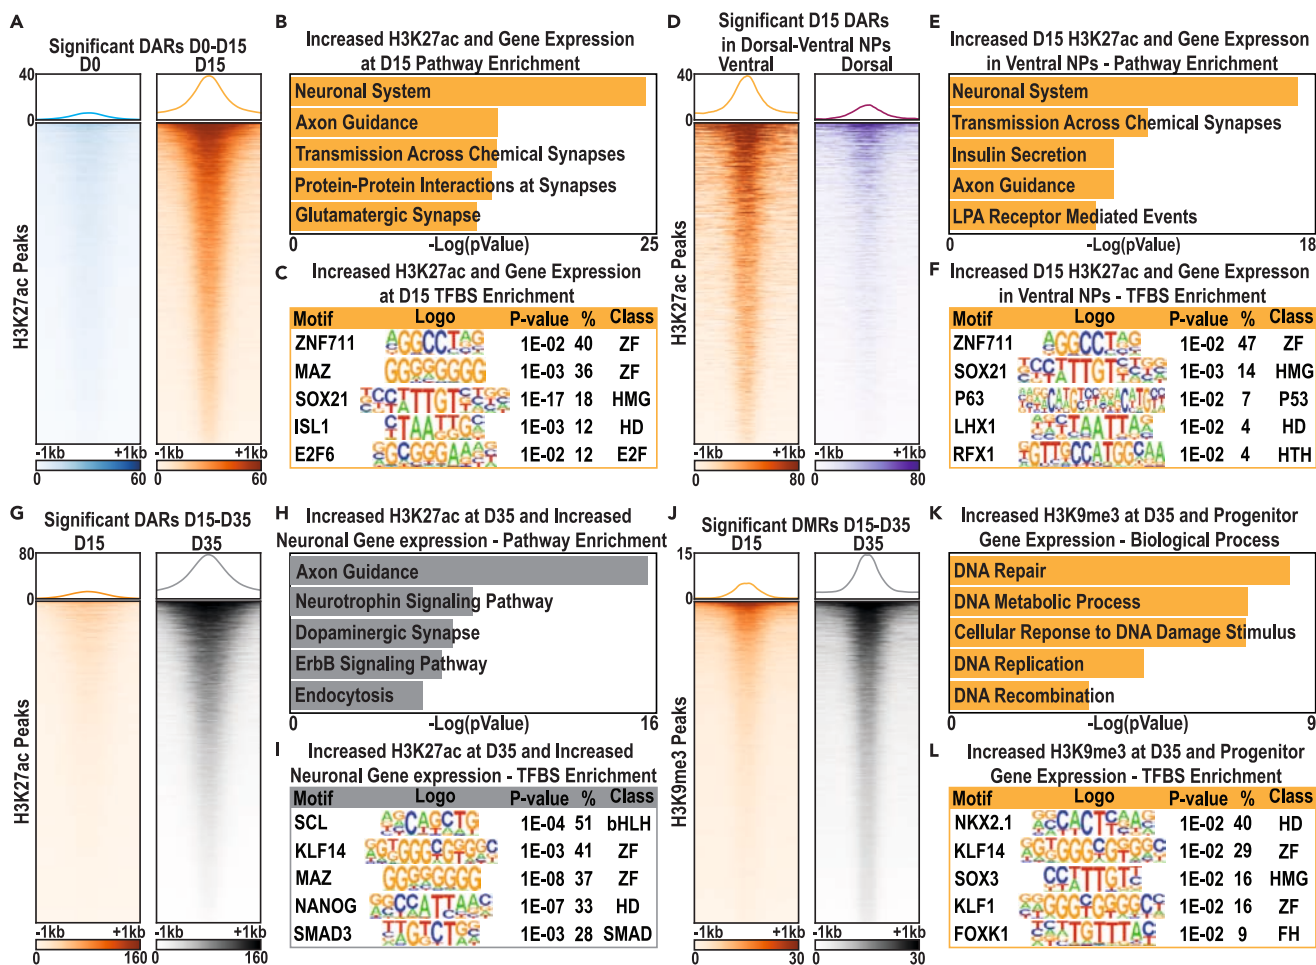 A
Significant DARs D0-D15
D0
D15
40
0
H3K27ac Peaks
-1kb
+1kb
-1kb
+1kb
0
60
0
60
B
Increased H3K27ac and Gene Expression
at D15 Pathway Enrichment
Neuronal System
Axon Guidance
Transmission Across Chemical Synapses
Protein-Protein Interactions at Synapses
Glutamatergic Synapse
0
-Log(pValue)
25
C
Increased H3K27ac and Gene Expression
at D15 TFBS Enrichment
Motif Logo P-value % Class
ZNF711 AGGCCTAG 1E-02 40 ZF
MAZ GGGGGGGG 1E-03 36 ZF
SOX21 1E-17 18 HMG
ISL1 1E-03 12 HD
E2F6 1E-02 12 E2F
D
Significant D15 DARs
in Dorsal-Ventral NPs
Ventral
Dorsal
40
0
H3K27ac Peaks
-1kb
+1kb
-1kb
+1kb
0
80
0
80
E
Increased D15 H3K27ac and Gene Expresson
in Ventral NPs - Pathway Enrichment
Neuronal System
Transmission Across Chemical Synapses
Insulin Secretion
Axon Guidance
LPA Receptor Mediated Events
0
-Log(pValue)
18
F
Increased D15 H3K27ac and Gene Expresson
in Ventral NPs - TFBS Enrichment
Motif Logo P-value % Class
ZNF711 AGGCCTAG 1E-02 47 ZF
SOX21 1E-03 14 HMG
P63 1E-02 7 P53
LHX1 1E-02 4 HD
RFX1 1E-02 4 HTH
G
Significant DARs D15-D35
D15
D35
80
0
H3K27ac Peaks
-1kb
+1kb
-1kb
+1kb
0
160
0
160
H
Increased H3K27ac at D35 and Increased
Neuronal Gene expression - Pathway Enrichment
Axon Guidance
Neurotrophin Signaling Pathway
Dopaminergic Synapse
ErbB Signaling Pathway
Endocytosis
0
-Log(pValue)
16
I
Increased H3K27ac at D35 and Increased
Neuronal Gene expression - TFBS Enrichment
Motif Logo P-value % Class
SCL 1E-04 51 bHLH
KLF14 1E-03 41 ZF
MAZ GGGGGGGG 1E-08 37 ZF
NANOG 1E-07 33 HD
SMAD3 1E-03 28 SMAD
J
Significant DMRs D15-D35
D15
D35
15
0
H3K9me3 Peaks
-1kb
+1kb
-1kb
+1kb
0
30
0
30
K
Increased H3K9me3 at D35 and Progenitor
Gene Expression - Biological Process
DNA Repair
DNA Metabolic Process
Cellular Reponse to DNA Damage Stimulus
DNA Replication
DNA Recombination
0
-Log(pValue)
9
L
Increased H3K9me3 at D35 and Progenitor
Gene Expression - TFBS Enrichment
Motif Logo P-value % Class
NKX2.1 1E-02 40 HD
KLF14 1E-02 29 ZF
SOX3 1E-02 16 HMG
KLF1 1E-02 16 ZF
FOXK1 1E-02 9 FH